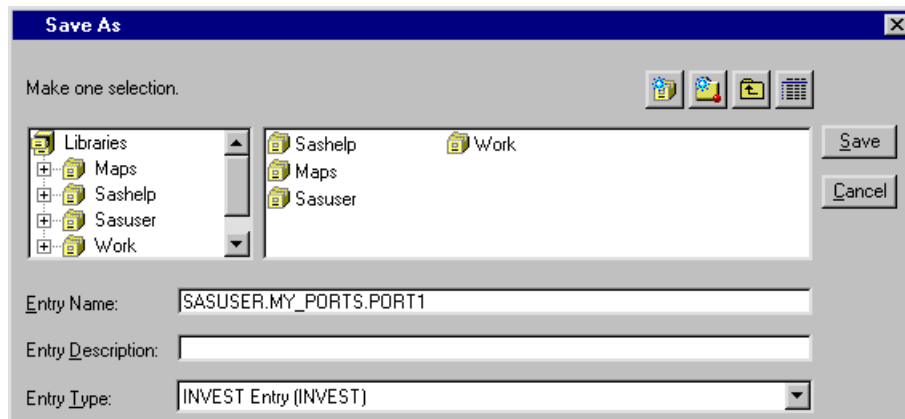 Save As
Make one selection.
Libraries
Maps
Sashelp
Sasuser
Work
Sashelp
Work
Maps
Sasuser
Save
Cancel
Entry Name: SASUSER.MY_PORTS.PORT1
Entry Description:
Entry Type: INVEST Entry (INVEST)